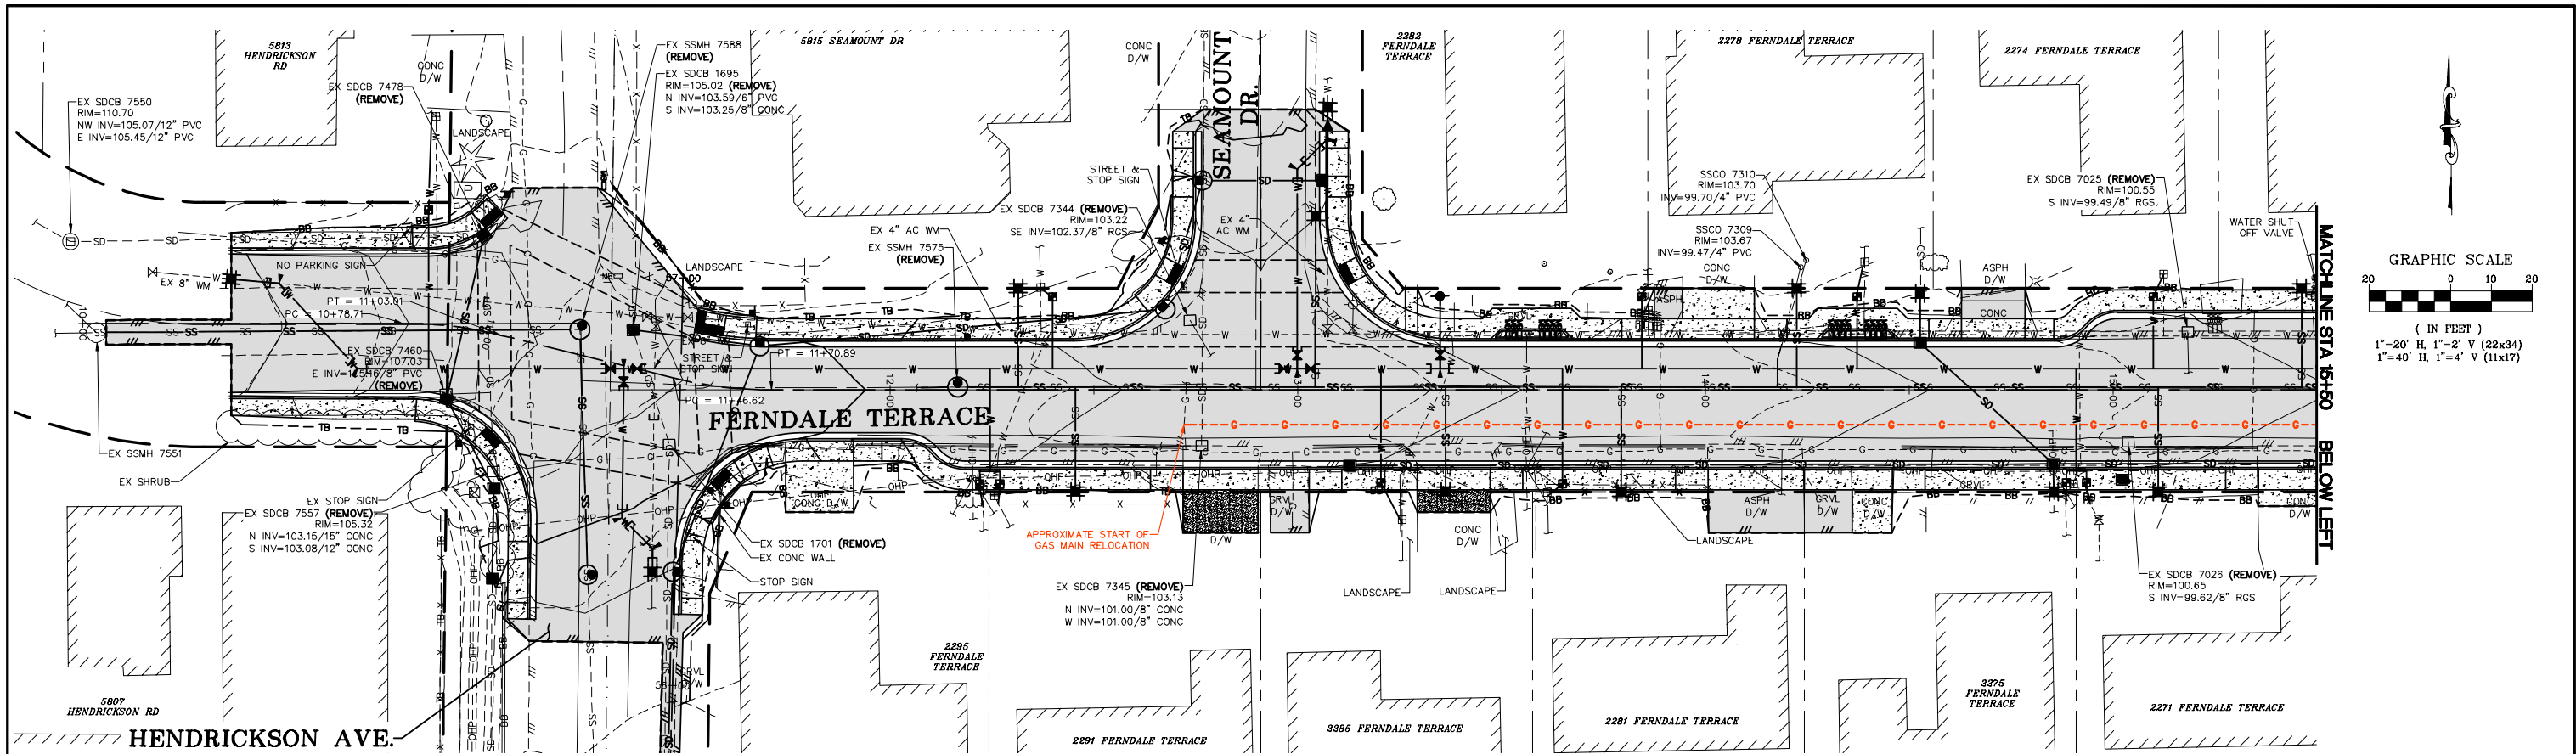 5813
HENDRICKSON
RD
CONC
D/W
EX SDCB 7478
(REMOVE)
EX SDCB 7550
RIM=110.70
NW INV=105.07/12" PVC
E INV=105.45/12" PVC
LANDSCAPE
P
EX SSMH 7588
(REMOVE)
EX SDCB 1695
RIM=105.02 (REMOVE)
N INV=103.59/6" PVC
S INV=103.25/8" CONC
5815 SEAMOUNT DR
CONC
D/W
SEAMOUNT
DR.
2282
FERNDALE
TERRACE
2278 FERNDALE TERRACE
2274 FERNDALE TERRACE
STREET &
STOP SIGN
EX SDCB 7344 (REMOVE)
RIM=103.22
SE INV=102.37/8" RGS
EX 4" AC WM
EX SSMH 7575
(REMOVE)
EX 4"
AC WM
SSCO 7310
RIM=103.70
INV=99.70/4" PVC
SSCO 7309
RIM=103.67
INV=99.47/4" PVC
EX SDCB 7025 (REMOVE)
RIM=100.55
S INV=99.49/8" RGS.
WATER SHUT-
OFF VALVE
MATCHLINE STA 15+50 BELOW LEFT
GRAPHIC SCALE
20 0 10 20
( IN FEET )
1"=20' H, 1"=2' V (22x34)
1"=40' H, 1"=4' V (11x17)
NO PARKING SIGN
EX 8" WM
PT = 11+03.01
PC = 10+78.71
LANDSCAPE
EX SDCB 7460
RIM=107.03
(REMOVE)
STREET &
STOP SIGN
PT = 11+70.89
PC = 11+46.62
12+00
14+00
CONC
D/W
ASPH
GRVL
ASPH
D/W
CONC
FERNDALE TERRACE
EX SSMH 7551
EX SHRUB
EX STOP SIGN
EX SDCB 7557 (REMOVE)
RIM=105.32
N INV=103.15/15" CONC
S INV=103.08/12" CONC
CONC D/W
EX SDCB 1701 (REMOVE)
EX CONC WALL
STOP SIGN
APPROXIMATE START OF
GAS MAIN RELOCATION
D/W
GRVL
D/W
CONC
D/W
ASPH
D/W
GRVL
D/W
CONC
D/W
GRVL
CONC
D/W
LANDSCAPE
EX SDCB 7345 (REMOVE)
RIM=103.13
N INV=101.00/8" CONC
W INV=101.00/8" CONC
LANDSCAPE
LANDSCAPE
EX SDCB 7026 (REMOVE)
RIM=100.65
S INV=99.62/8" RGS
5807
HENDRICKSON RD
HENDRICKSON AVE.
GRVL
D/W
2295
FERNDALE
TERRACE
2291 FERNDALE TERRACE
2285 FERNDALE TERRACE
2281 FERNDALE TERRACE
2275
FERNDALE
TERRACE
2271 FERNDALE TERRACE